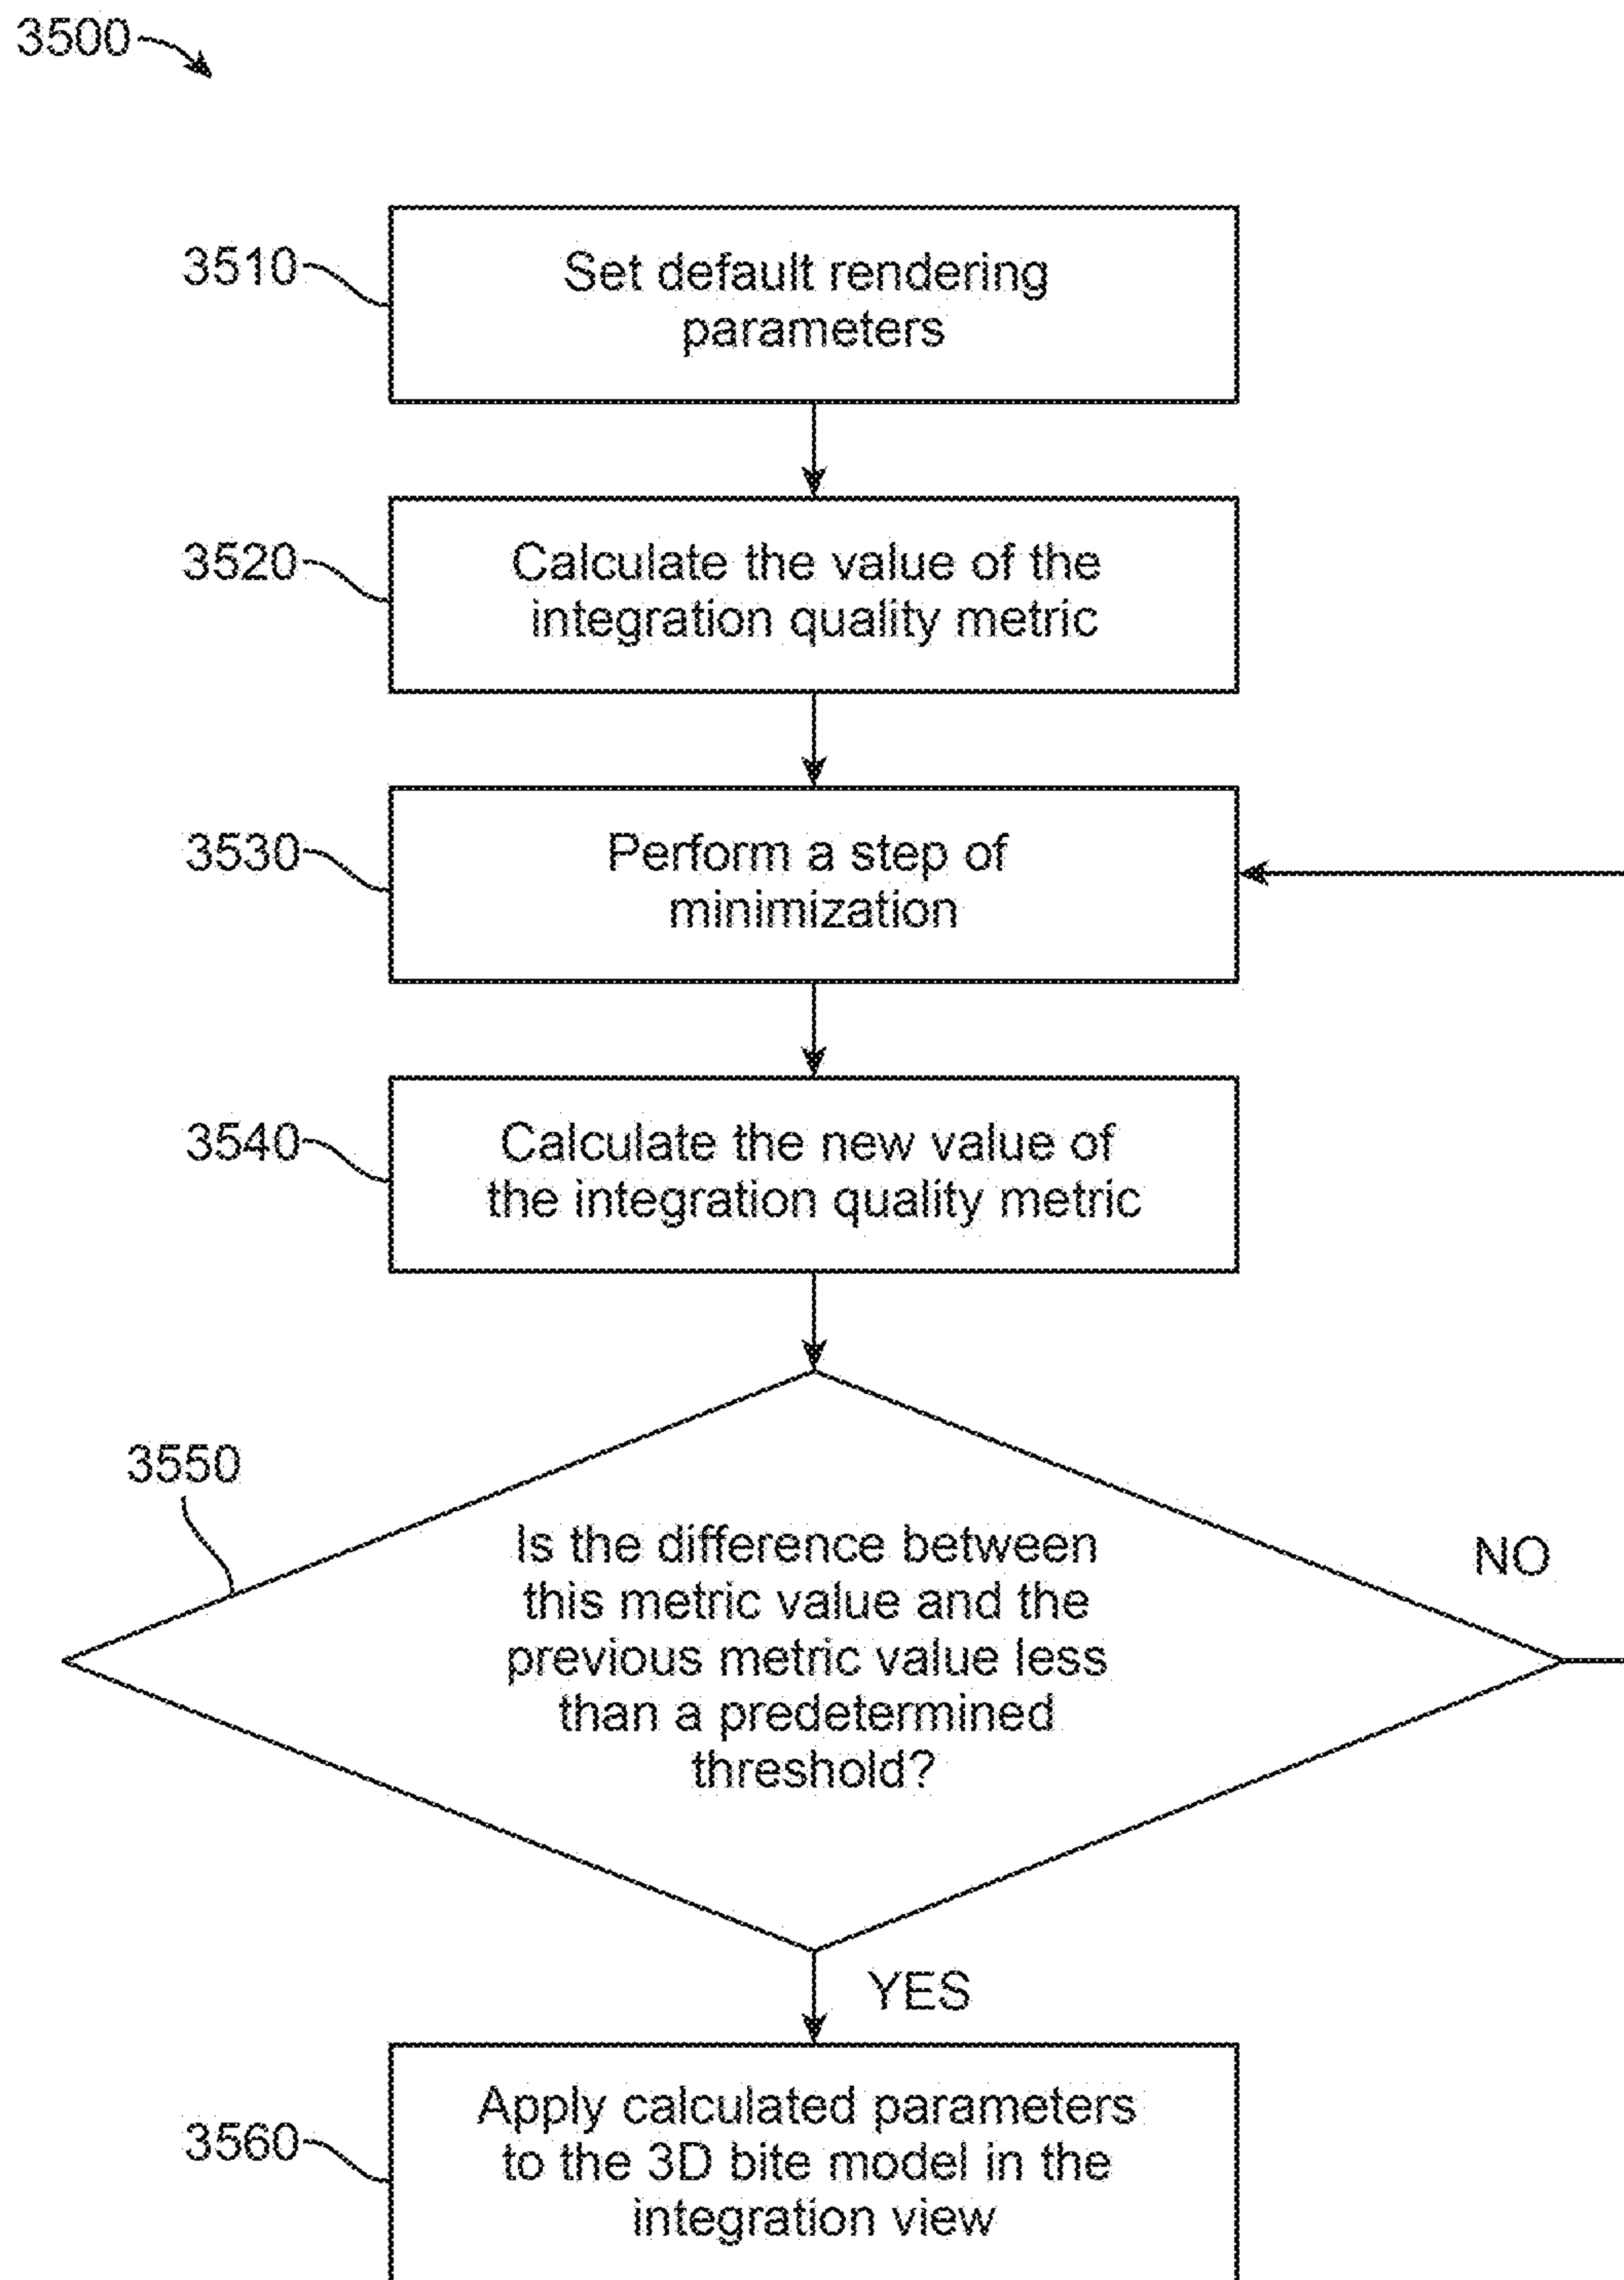 3500
3510
Set default rendering
parameters
3520
Calculate the value of the
integration quality metric
3530
Perform a step of
minimization
3540
Calculate the new value of
the integration quality metric
3550
Is the difference between
this metric value and the
previous metric value less
than a predetermined
threshold?
NO
YES
3560
Apply calculated parameters
to the 3D bite model in the
integration view